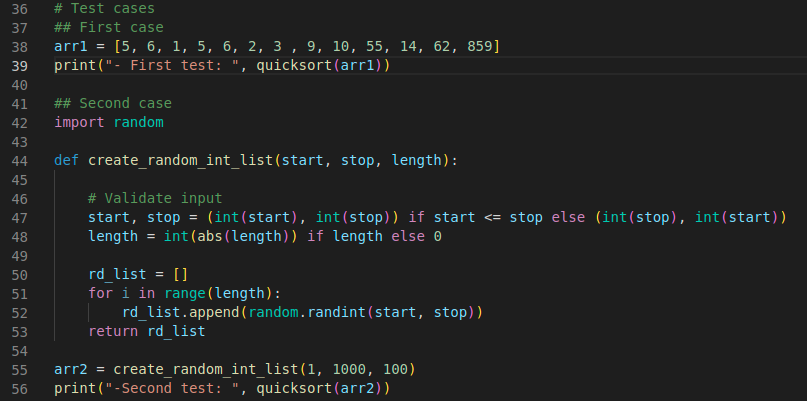 36 # Test cases
37 ## First case
38 arr1 = [5, 6, 1, 5, 6, 2, 3 , 9, 10, 55, 14, 62, 859]
39 print("- First test: ", quicksort(arr1))
40
41 ## Second case
42 import random
43
44 def create_random_int_list(start, stop, length):
45
46     # Validate input
47     start, stop = (int(start), int(stop)) if start <= stop else (int(stop), int(start))
48     length = int(abs(length)) if length else 0
49
50     rd_list = []
51     for i in range(length):
52         rd_list.append(random.randint(start, stop))
53     return rd_list
54
55 arr2 = create_random_int_list(1, 1000, 100)
56 print("-Second test: ", quicksort(arr2))